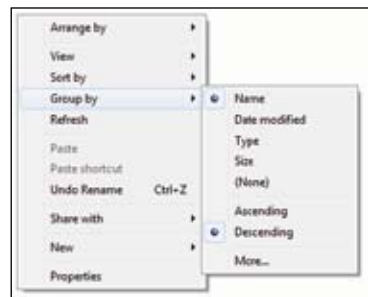 Arrange by
View
Sort by
Group by
Refresh
Paste
Paste shortcut
Undo Rename Ctrl+Z
Share with
New
Properties
Name
Date modified
Type
Size
(None)
Ascending
Descending
More...